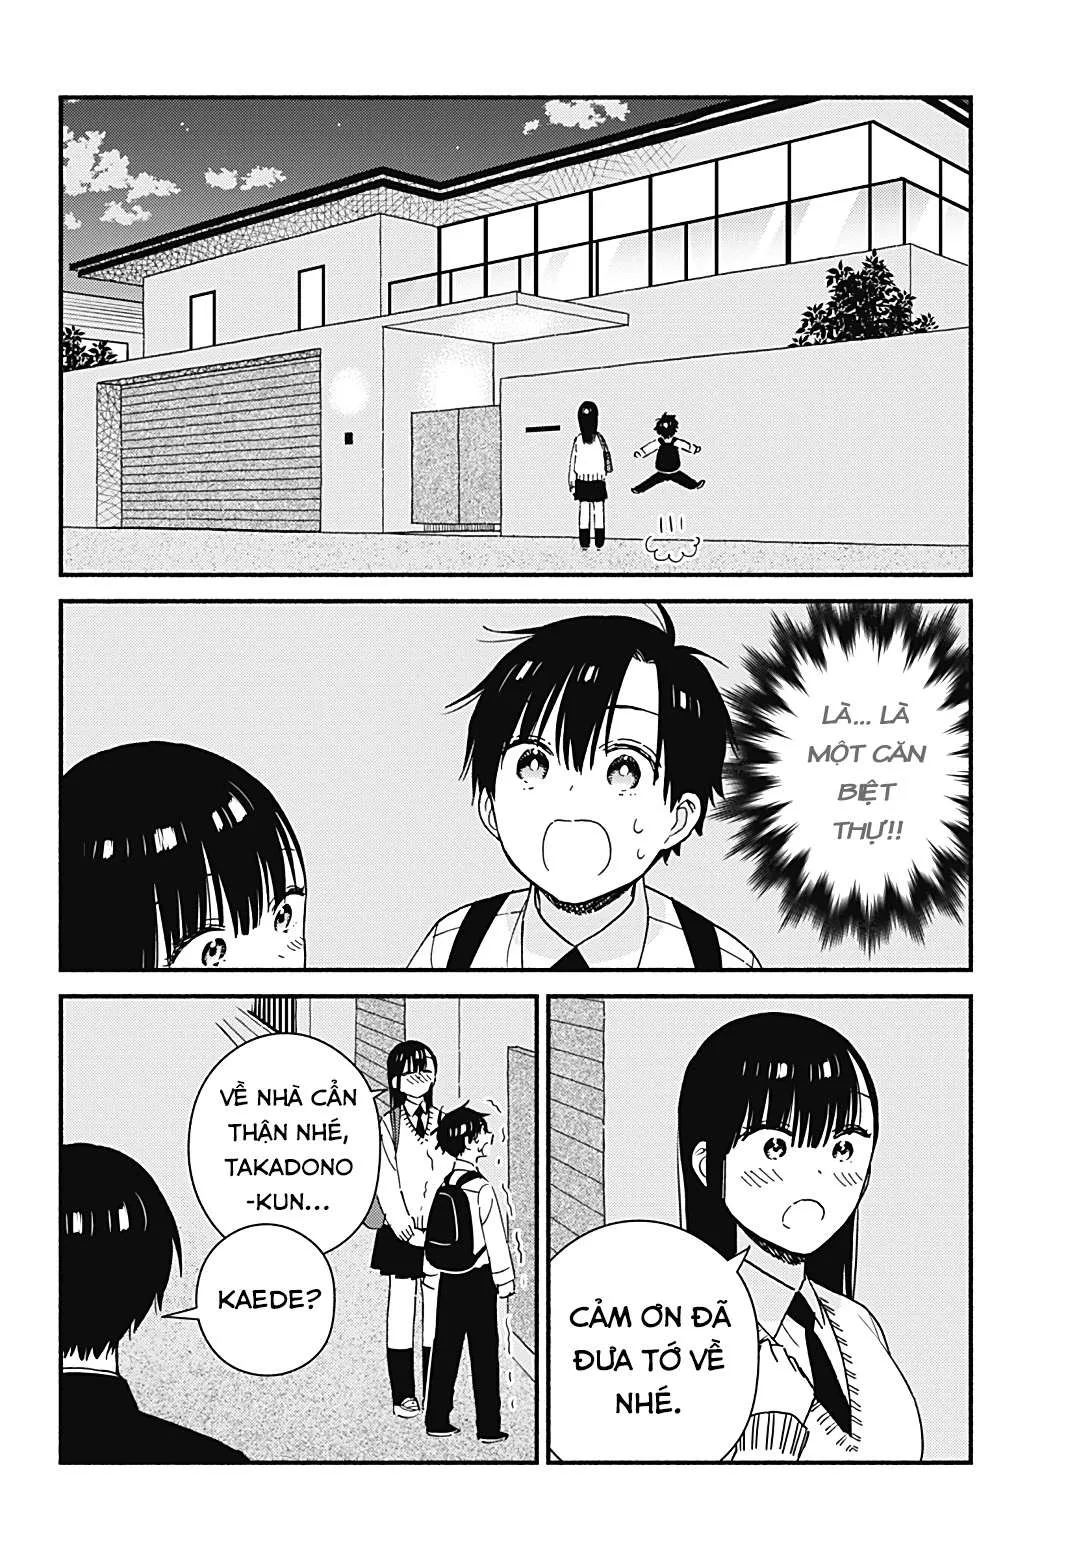 LÀ... LÀ
MỘT CĂN
BIỆT
THỰ!!
CẢM ƠN ĐÃ
ĐƯA TỚ VỀ
NHÉ.
VỀ NHÀ CẨN
THẬN NHÉ,
TAKADONO
-KUN...
KAEDE?